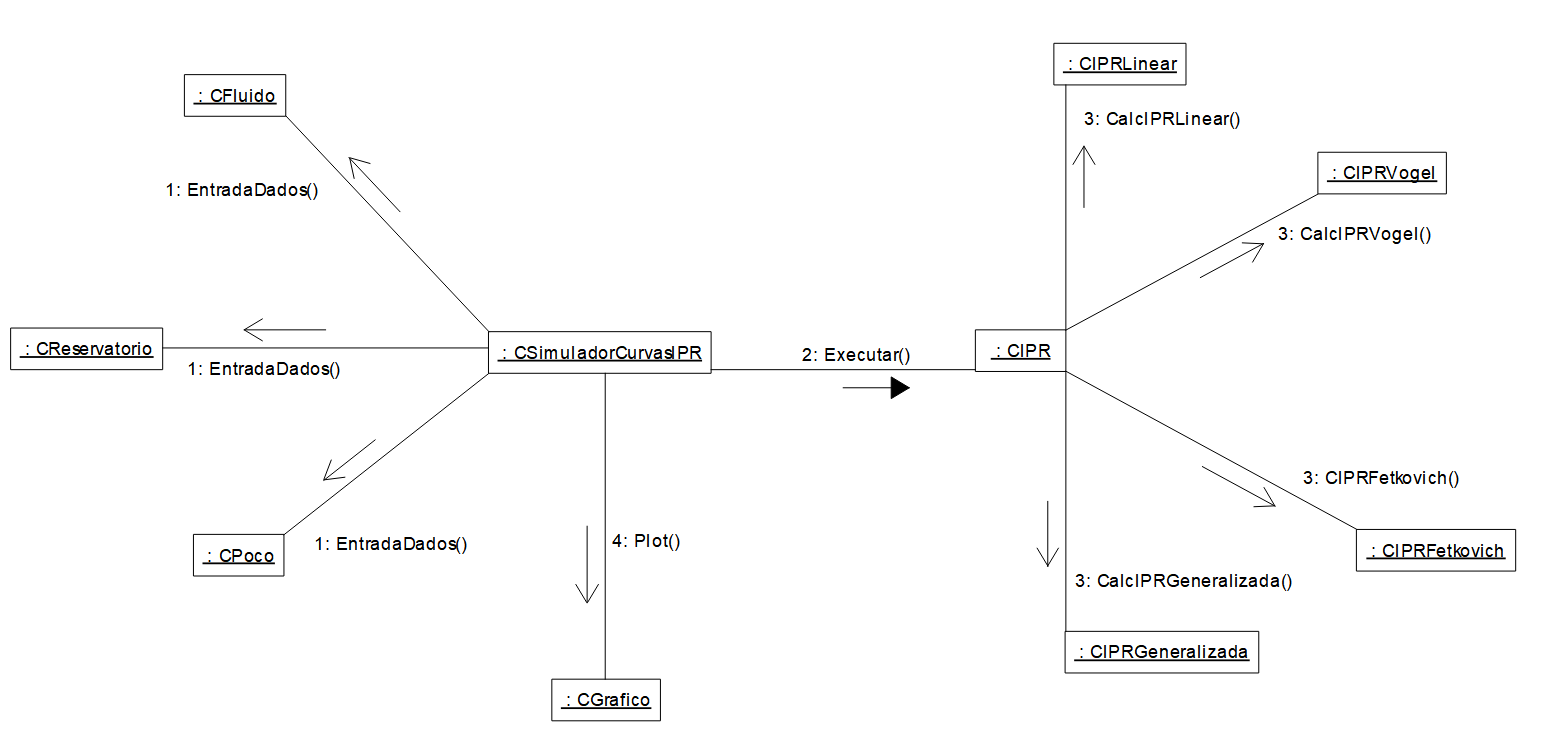 : CIPRLinear
: CFluido
3: CalcIPRLinear()
: CIPRVogel
1: EntradaDados()
3: CalcIPRVogel()
: CReservatorio
: CSimuladorCurvasIPR
2: Executar()
: CIPR
1: EntradaDados()
3: CIPRFetkovich()
4: Plot()
1: EntradaDados()
: CPoco
: CIPRFetkovich
3: CalcIPRGeneralizada()
: CIPRGeneralizada
: CGrafico